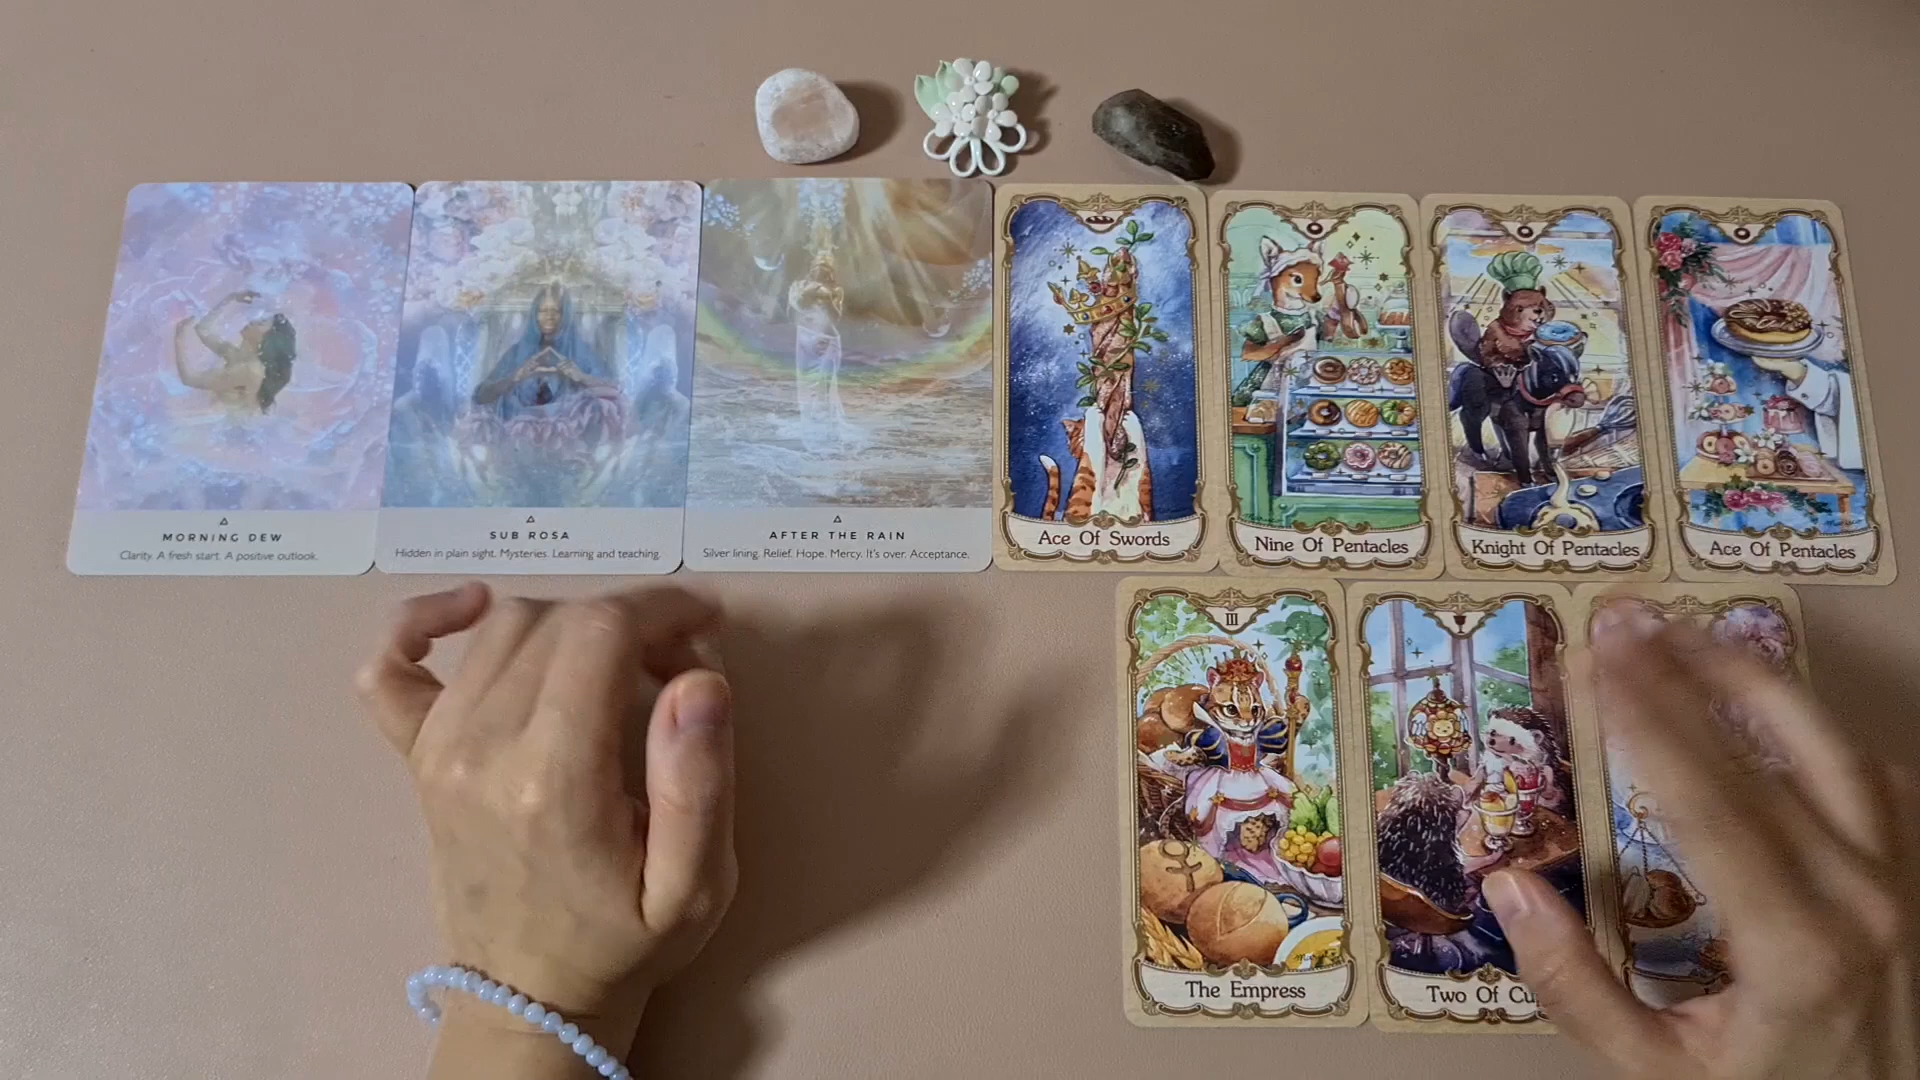 MORNING DEW
Clarity. A fresh start. A positive outlook.
SUB ROSA
Hidden in plain sight. Mysteries. Learning and teaching.
AFTER THE RAIN
Silver lining. Relief. Hope. Mercy. It's over. Acceptance.
Ace Of Swords
Nine Of Pentacles
Knight Of Pentacles
Ace Of Pentacles
III
The Empress
Two Of Cu